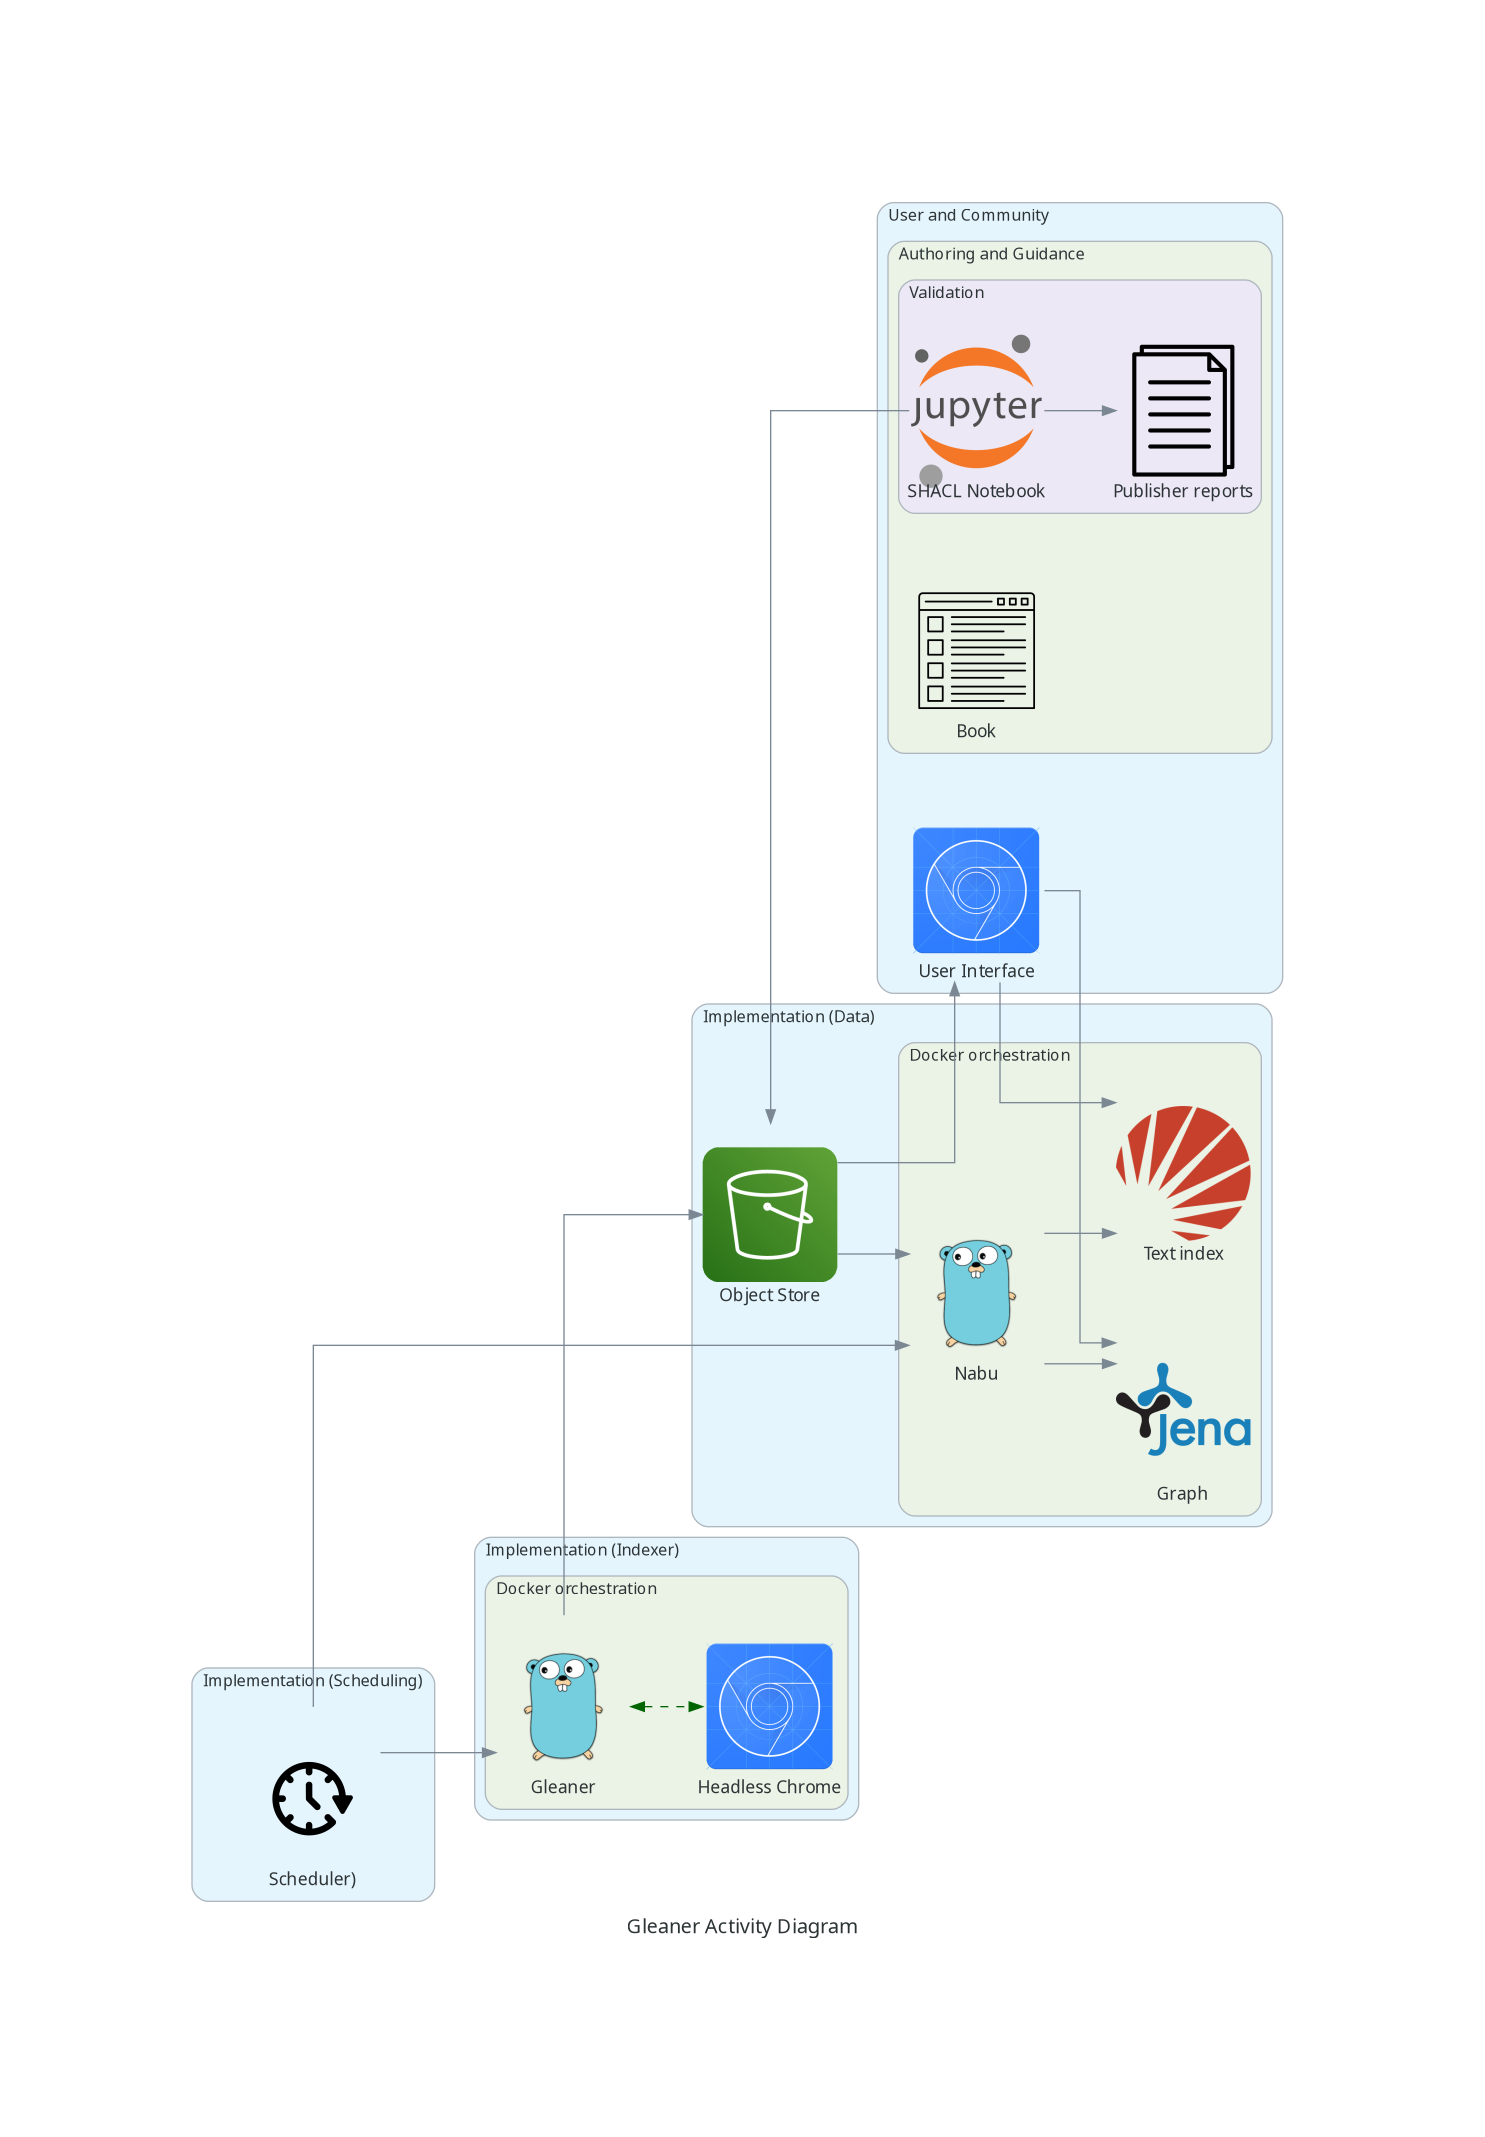 User and Community
Authoring and Guidance
Validation
jupyter
SHACL Notebook
Publisher reports
Book
User Interface
Implementation (Data)
Docker orchestration
Text index
Object Store
Nabu
Jena
Graph
Implementation (Indexer)
Docker orchestration
Implementation (Scheduling)
Gleaner
Headless Chrome
Scheduler)
Gleaner Activity Diagram